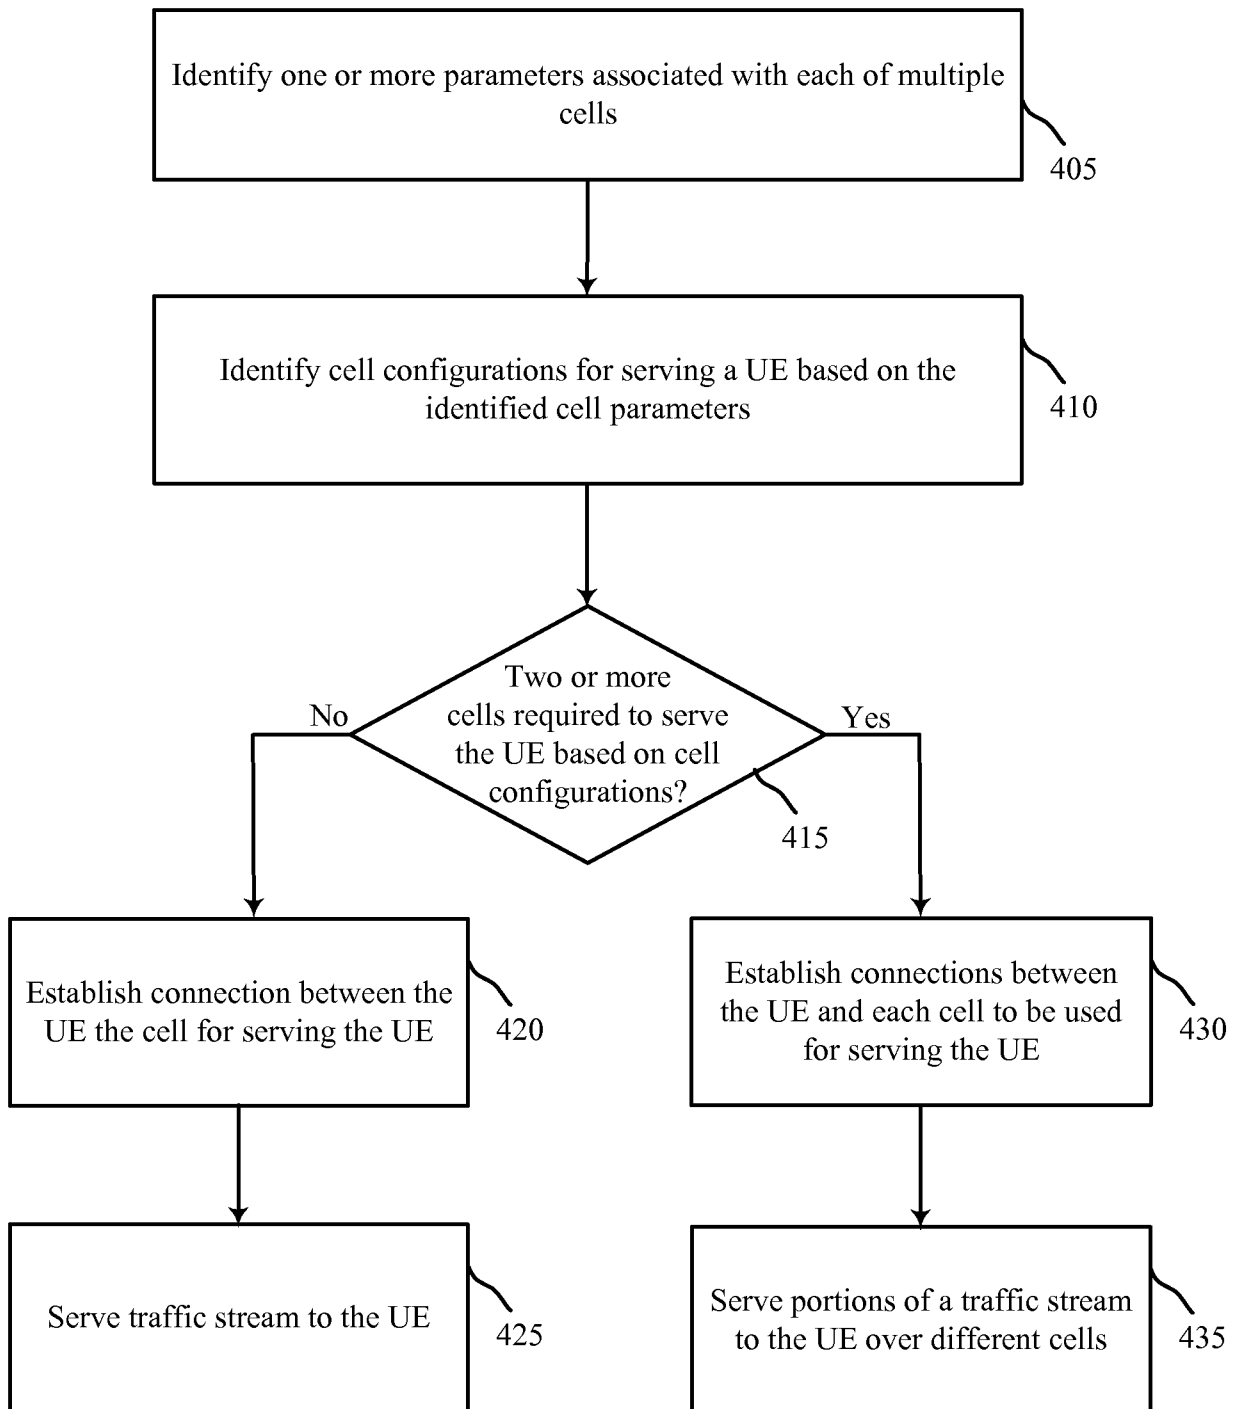 Identify one or more parameters associated with each of multiple
cells
405
Identify cell configurations for serving a UE based on the
identified cell parameters
410
Two or more
cells required to serve
the UE based on cell
configurations?
No
Yes
415
Establish connection between the
UE the cell for serving the UE
420
Establish connections between
the UE and each cell to be used
for serving the UE
430
Serve traffic stream to the UE
425
Serve portions of a traffic stream
to the UE over different cells
435